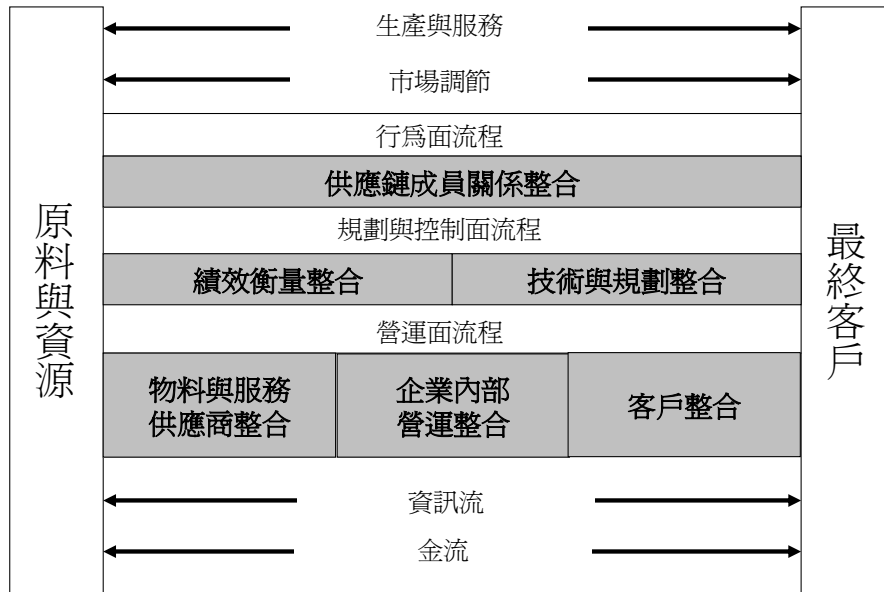 生產與服務
市場調節
行為面流程
供應鏈成員關係整合
規劃與控制面流程
績效衡量整合
技術與規劃整合
營運面流程
物料與服務
供應商整合
企業內部
營運整合
客戶整合
資訊流
金流
原料與資源
最終客戶